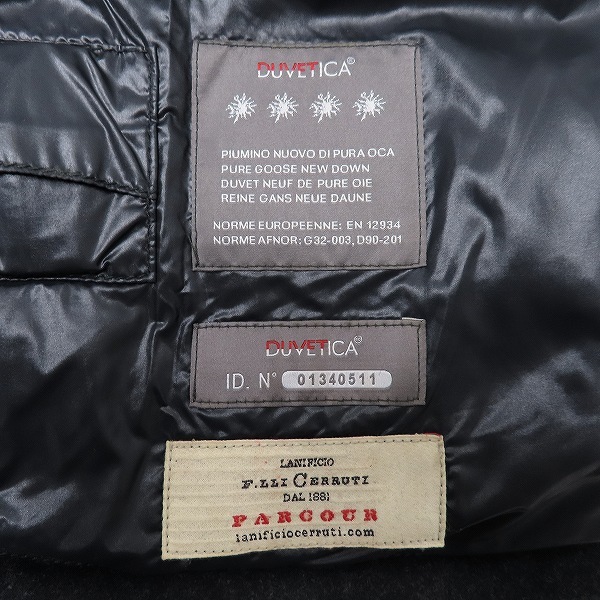 DUVETICA®
PIUMINO NUOVO DI PURA OCA
PURE GOOSE NEW DOWN
DUVET NEUF DE PURE OIE
REINE GANS NEUE DAUNE
NORME EUROPEENNE: EN 12934
NORME AFNOR: G32-003, D90-201
DUVETICA®
ID. N° 01340511
LANIFICIO
F.LLI CERRUTI
DAL 1881
PARCOUR
lanificiocerruti.com